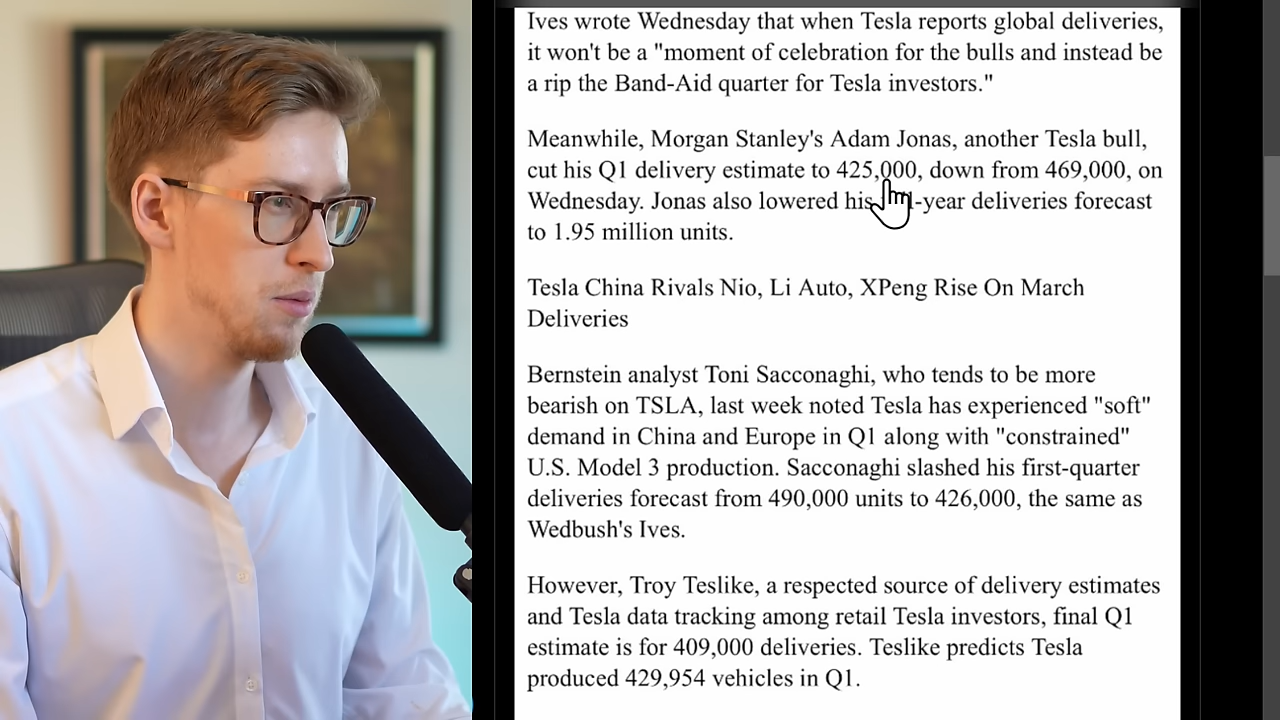 Ives wrote Wednesday that when Tesla reports global deliveries,
it won't be a "moment of celebration for the bulls and instead be
a rip the Band-Aid quarter for Tesla investors."
Meanwhile, Morgan Stanley's Adam Jonas, another Tesla bull,
cut his Q1 delivery estimate to 425,000, down from 469,000, on
Wednesday. Jonas also lowered his -year deliveries forecast
to 1.95 million units.
Tesla China Rivals Nio, Li Auto, XPeng Rise On March
Deliveries
Bernstein analyst Toni Sacconaghi, who tends to be more
bearish on TSLA, last week noted Tesla has experienced "soft"
demand in China and Europe in Q1 along with "constrained"
U.S. Model 3 production. Sacconaghi slashed his first-quarter
deliveries forecast from 490,000 units to 426,000, the same as
Wedbush's Ives.
However, Troy Teslike, a respected source of delivery estimates
and Tesla data tracking among retail Tesla investors, final Q1
estimate is for 409,000 deliveries. Teslike predicts Tesla
produced 429,954 vehicles in Q1.